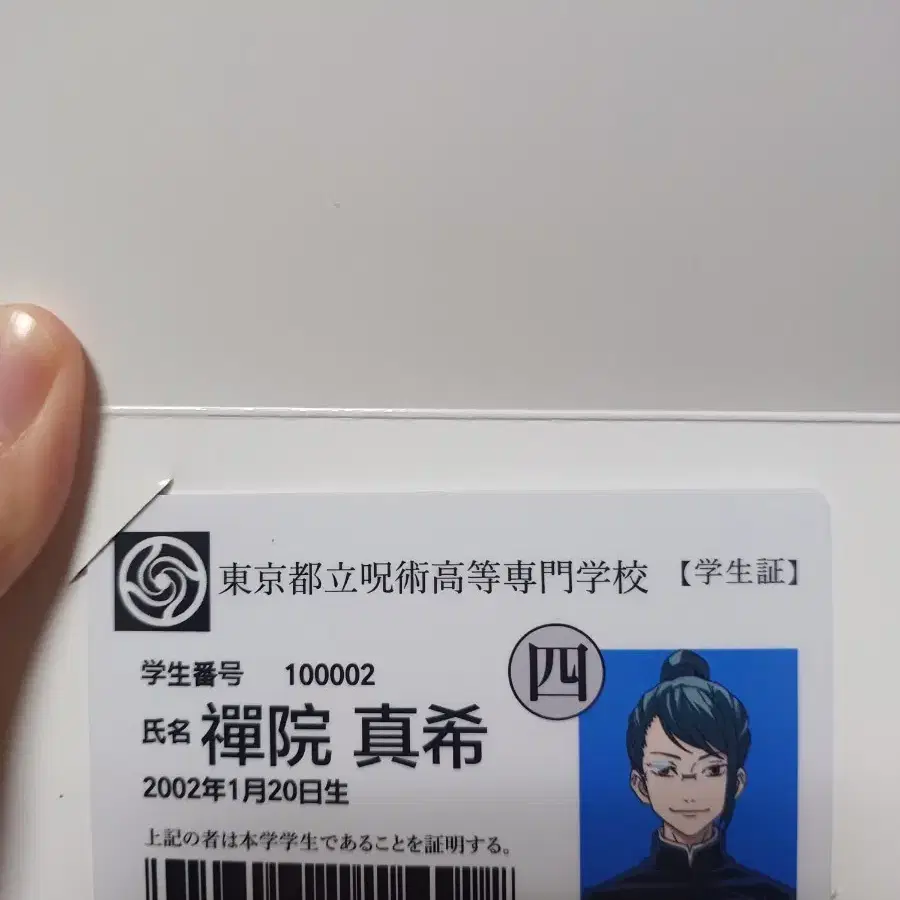 東京都立呪術高等専門学校 【学生証】
学生番号 100002
四
氏名 禪院 真希
2002年1月20日生
上記の者は本学学生であることを証明する。